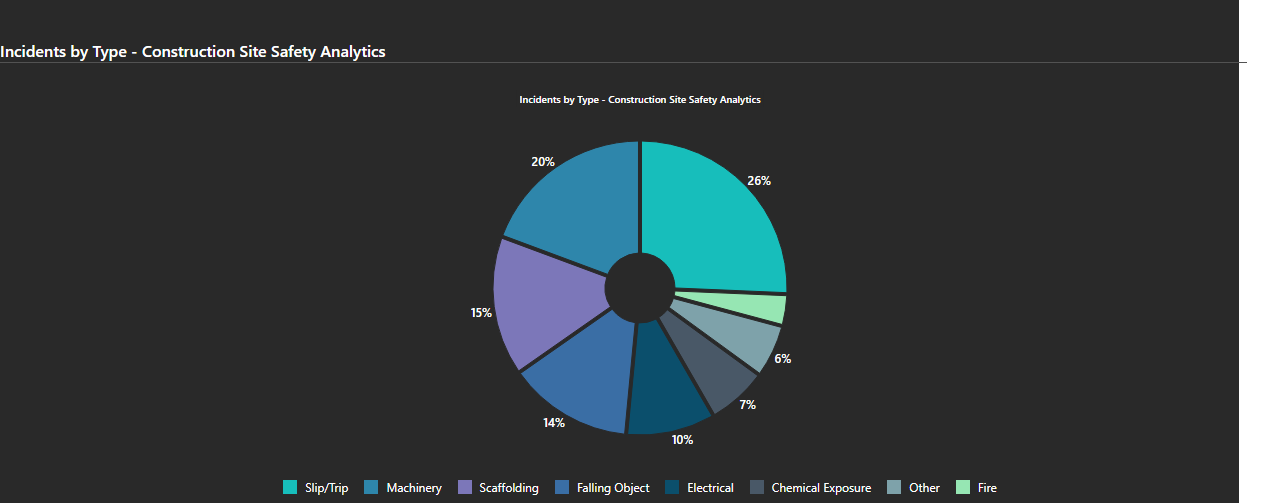 Incidents by Type - Construction Site Safety Analytics
Incidents by Type - Construction Site Safety Analytics
20%
26%
15%
6%
7%
14%
10%
Slip/Trip Machinery Scaffolding Falling Object Electrical Chemical Exposure Other Fire